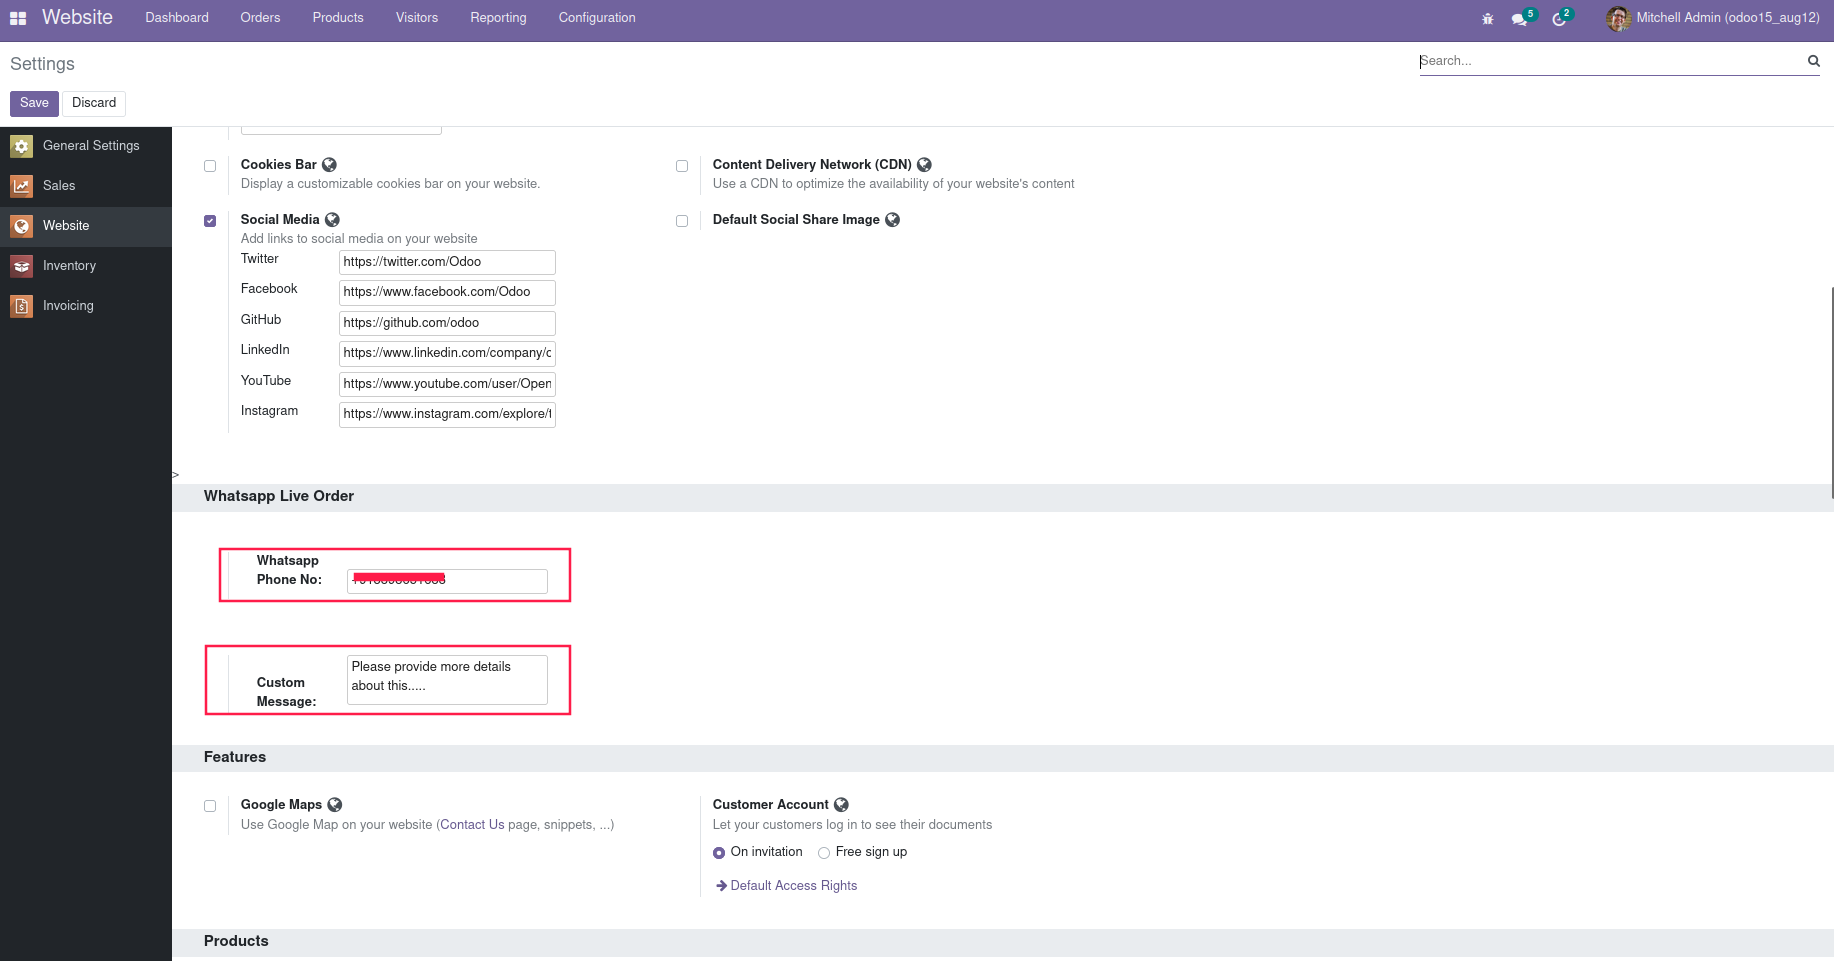 Website Dashboard Orders Products Visitors Reporting Configuration 5 2 Mitchell Admin (odoo15_aug12)
Settings
Search...
Save Discard
General Settings
Sales
Website
Inventory
Invoicing
Cookies Bar
Display a customizable cookies bar on your website.
Content Delivery Network (CDN)
Use a CDN to optimize the availability of your website's content
Social Media
Add links to social media on your website
Default Social Share Image
Twitter https://twitter.com/Odoo
Facebook https://www.facebook.com/Odoo
GitHub https://github.com/odoo
LinkedIn https://www.linkedin.com/company/
YouTube https://www.youtube.com/user/Open
Instagram https://www.instagram.com/explore/
>
Whatsapp Live Order
Whatsapp
Phone No:
Please provide more details
about this.....
Custom
Message:
Features
Google Maps
Use Google Map on your website (Contact Us page, snippets, ...)
Customer Account
Let your customers log in to see their documents
On invitation Free sign up
Default Access Rights
Products